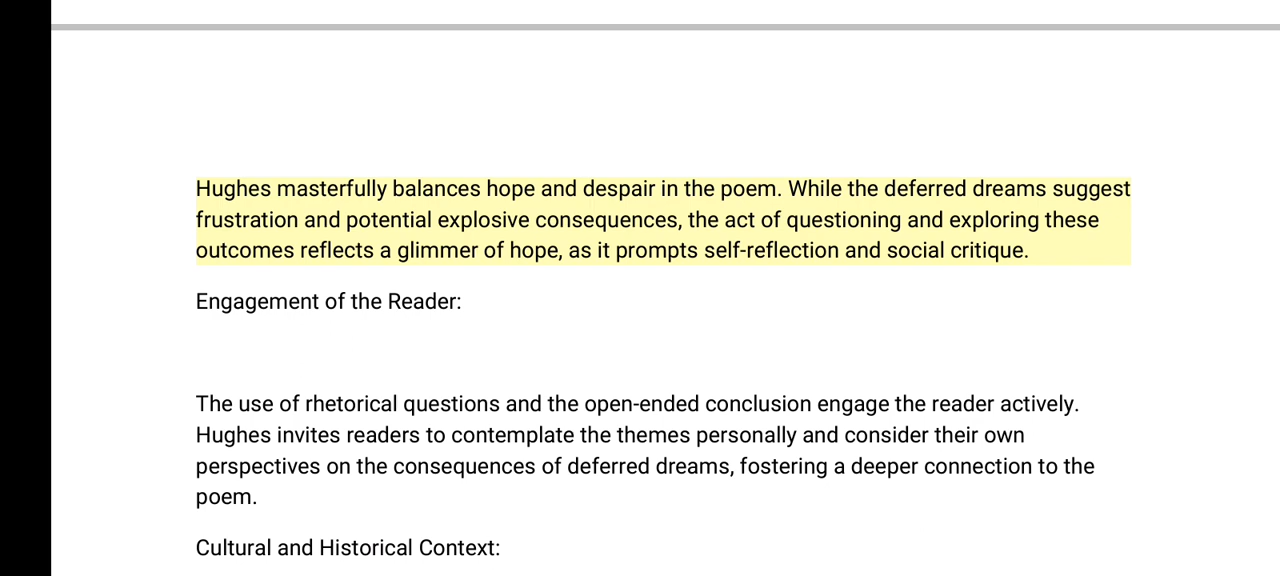 Hughes masterfully balances hope and despair in the poem. While the deferred dreams suggest
frustration and potential explosive consequences, the act of questioning and exploring these
outcomes reflects a glimmer of hope, as it prompts self-reflection and social critique.
Engagement of the Reader:
The use of rhetorical questions and the open-ended conclusion engage the reader actively.
Hughes invites readers to contemplate the themes personally and consider their own
perspectives on the consequences of deferred dreams, fostering a deeper connection to the
poem.
Cultural and Historical Context: